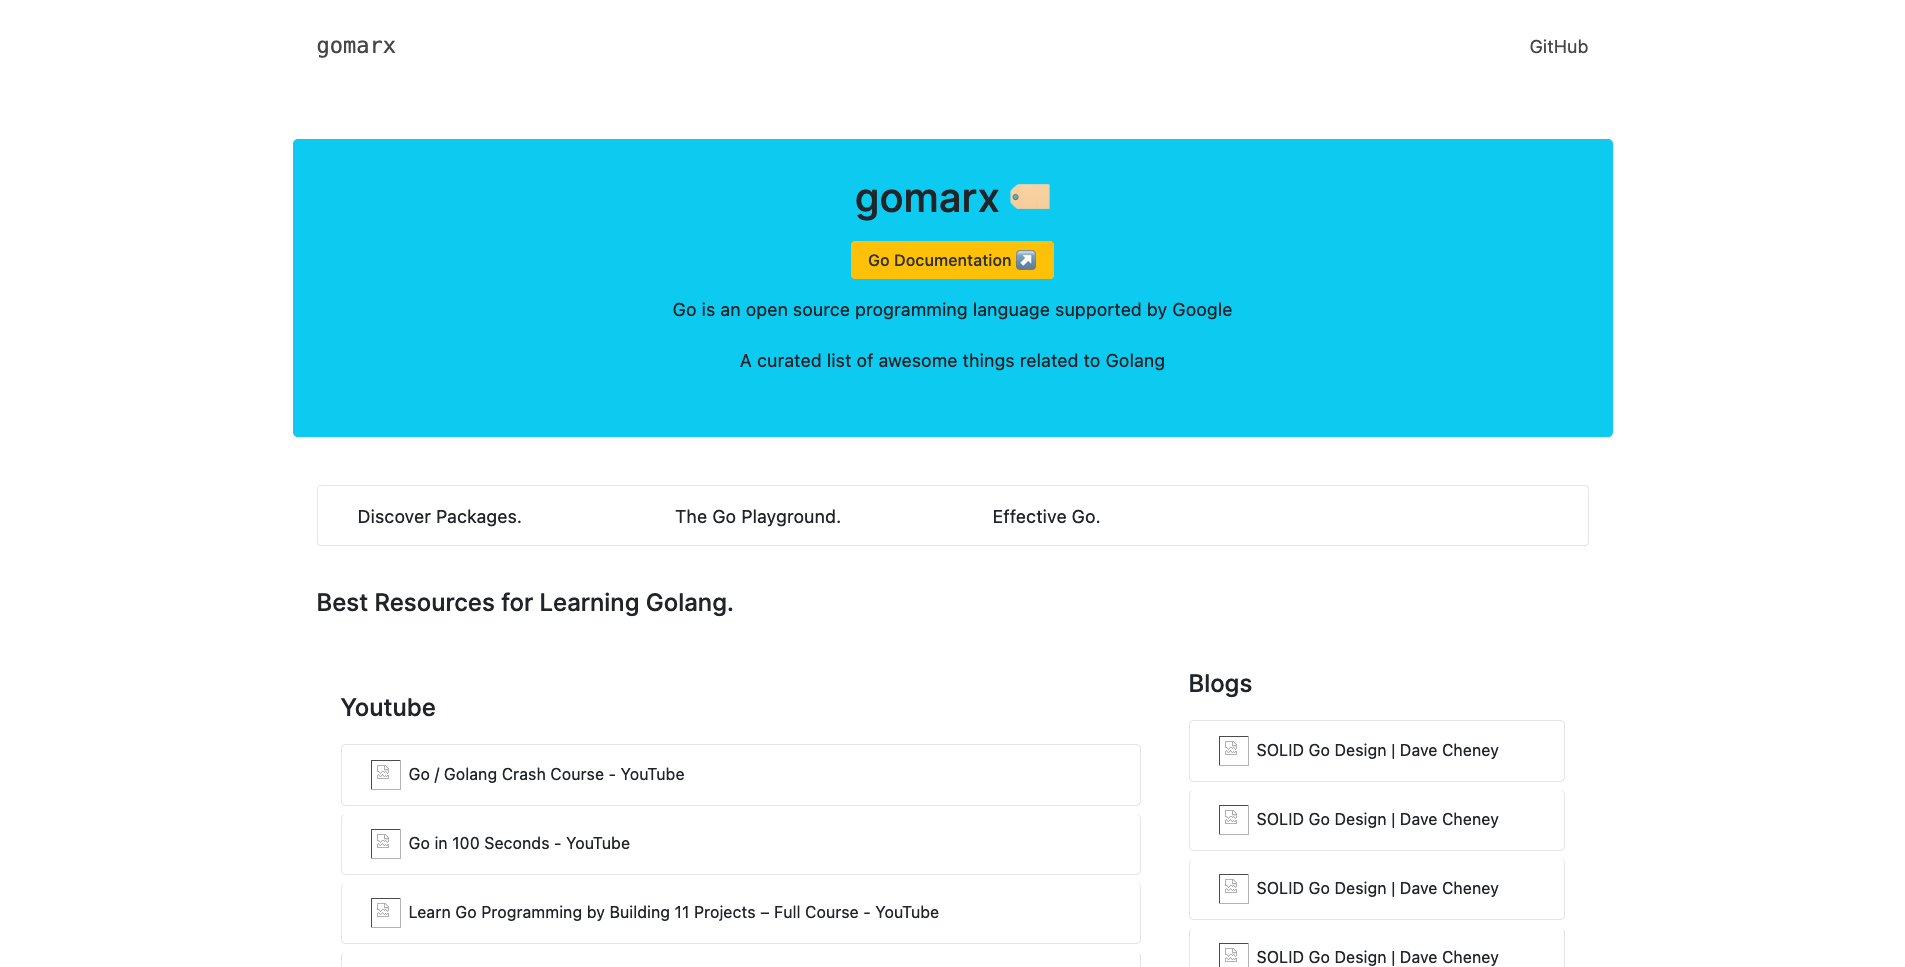 gomarx
GitHub
gomarx
Go Documentation
Go is an open source programming language supported by Google
A curated list of awesome things related to Golang
Discover Packages.
The Go Playground.
Effective Go.
Best Resources for Learning Golang.
Youtube
Go / Golang Crash Course - YouTube
Go in 100 Seconds - YouTube
Learn Go Programming by Building 11 Projects – Full Course - YouTube
Blogs
SOLID Go Design | Dave Cheney
SOLID Go Design | Dave Cheney
SOLID Go Design | Dave Cheney
SOLID Go Design | Dave Cheney